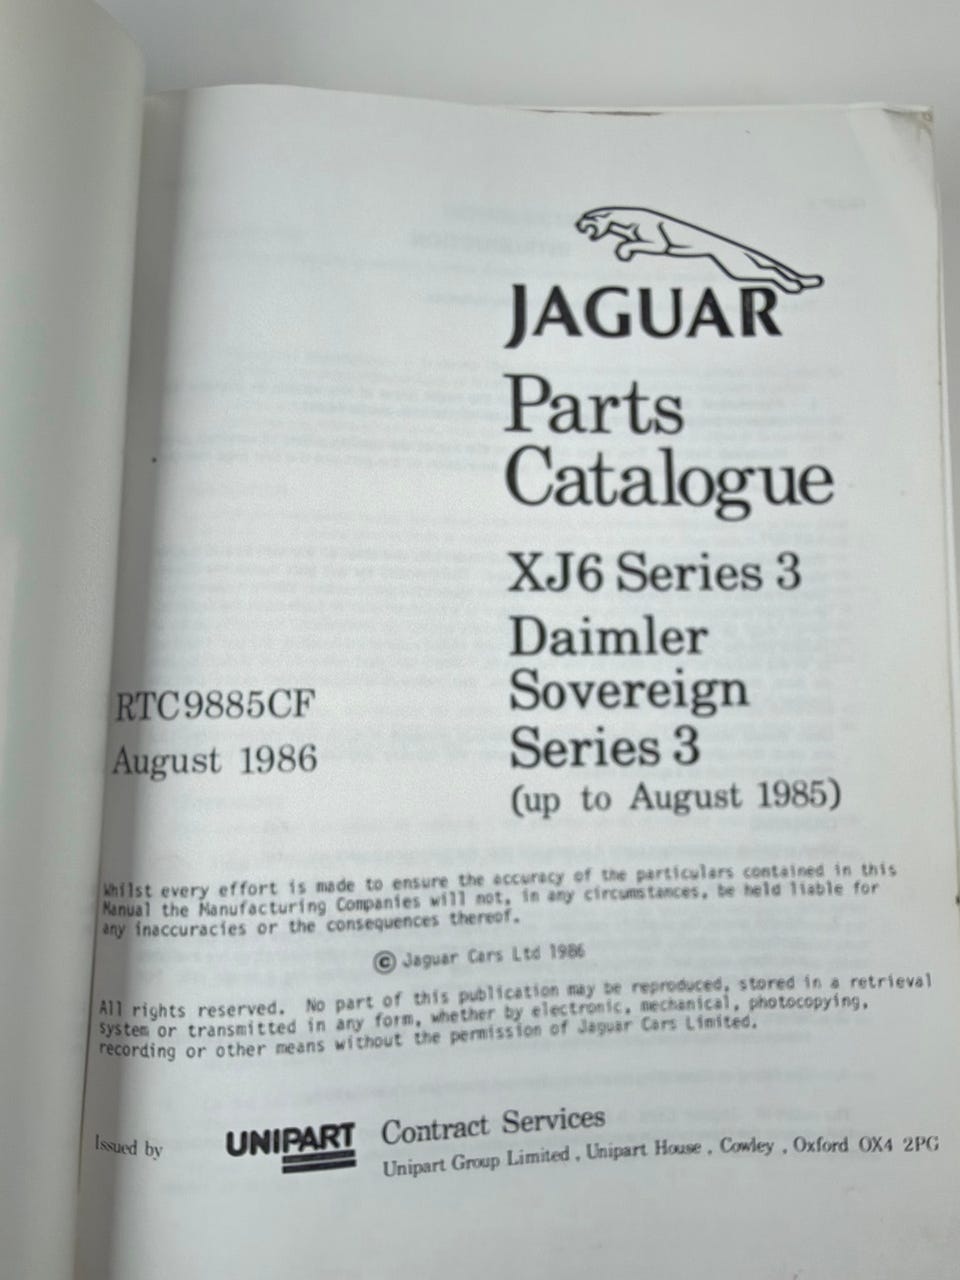 JAGUAR
Parts
Catalogue
XJ6 Series 3
Daimler
Sovereign
Series 3
(up to August 1985)
RTC9885CF
August 1986
Whilst every effort is made to ensure the accuracy of the particulars contained in this
Manual the Manufacturing Companies will not, in any circumstances, be held liable for
any inaccuracies or the consequences thereof.
© Jaguar Cars Ltd 1986
All rights reserved. No part of this publication may be reproduced, stored in a retrieval
system or transmitted in any form, whether by electronic, mechanical, photocopying,
recording or other means without the permission of Jaguar Cars Limited.
Issued by
UNIPART
Contract Services
Unipart Group Limited , Unipart House , Cowley , Oxford OX4 2PG